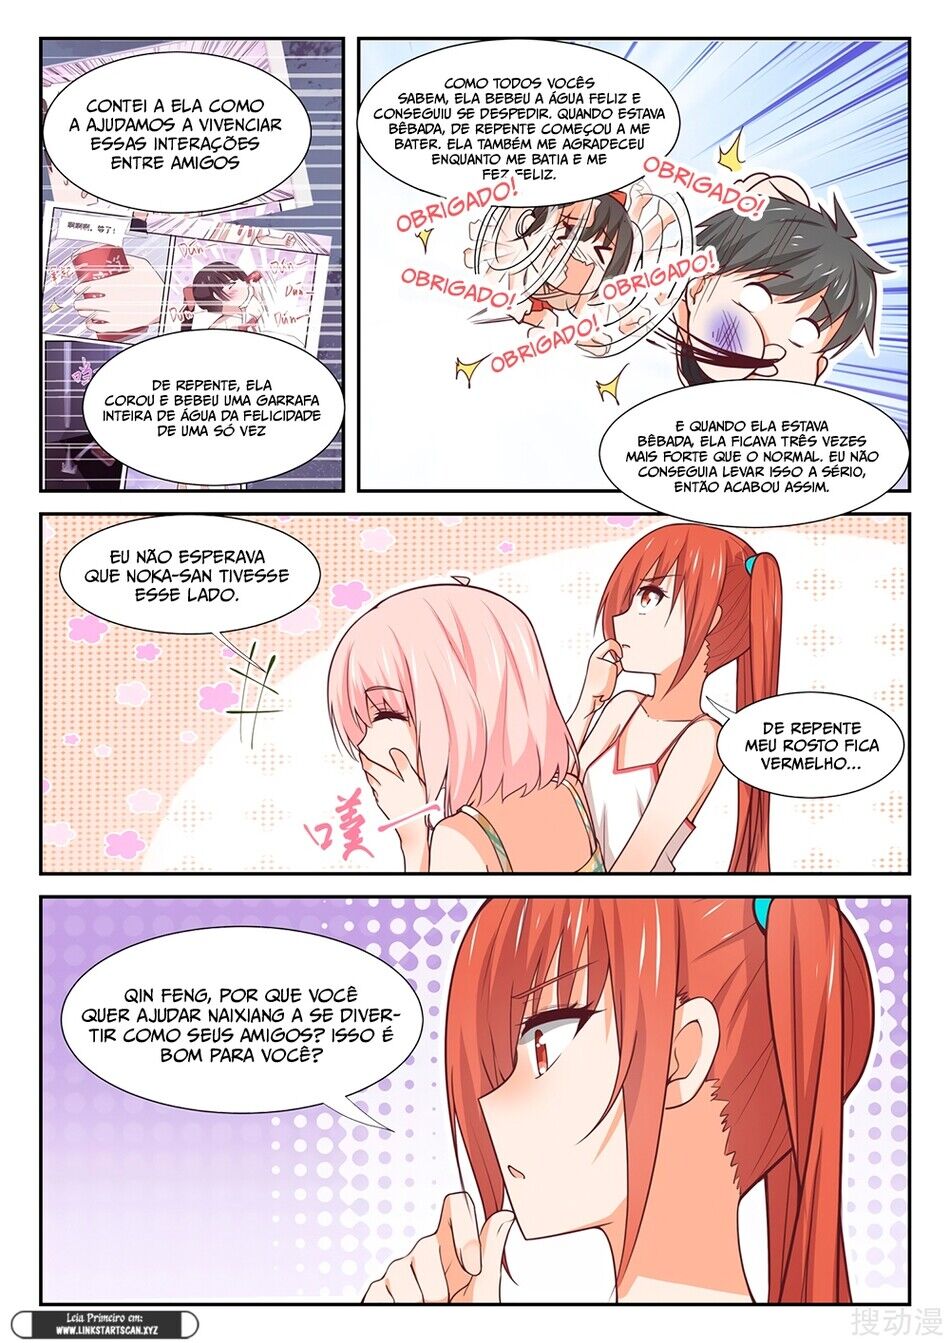 CONTEI A ELA COMO
A AJUDAMOS A VIVENCIAR
ESSAS INTERAÇÕES
ENTRE AMIGOS
DE REPENTE, ELA
COROU E BEBEU UMA GARRAFA
INTEIRA DE ÁGUA DA FELICIDADE
DE UMA SÓ VEZ
COMO TODOS VOCÊS
SABEM, ELA BEBEU A ÁGUA FELIZ E
CONSEGUIU SE DESPEDIR. QUANDO ESTAVA
BÊBADA, DE REPENTE COMEÇOU A ME
BATER. ELA TAMBÉM ME AGRADECEU
ENQUANTO ME BATIA E ME
FEZ FELIZ.
OBRIGADO!
OBRIGADO!
OBRIGADO!
OBRIGADO!
OBRIGADO!
E QUANDO ELA ESTAVA
BÊBADA, ELA FICAVA TRÊS VEZES
MAIS FORTE QUE O NORMAL. EU NÃO
CONSEGUIA LEVAR ISSO A SÉRIO,
ENTÃO ACABOU ASSIM.
EU NÃO ESPERAVA
QUE NOKA-SAN TIVESSE
ESSE LADO.
DE REPENTE
MEU ROSTO FICA
VERMELHO...
嘆一
QIN FENG, POR QUE VOCÊ
QUER AJUDAR NAIXIANG A SE DIVER-
TIR COMO SEUS AMIGOS? ISSO É
BOM PARA VOCÊ?
Leia Primeiro em:
WWW.LINKSTARTSCAN.XYZ
搜动漫